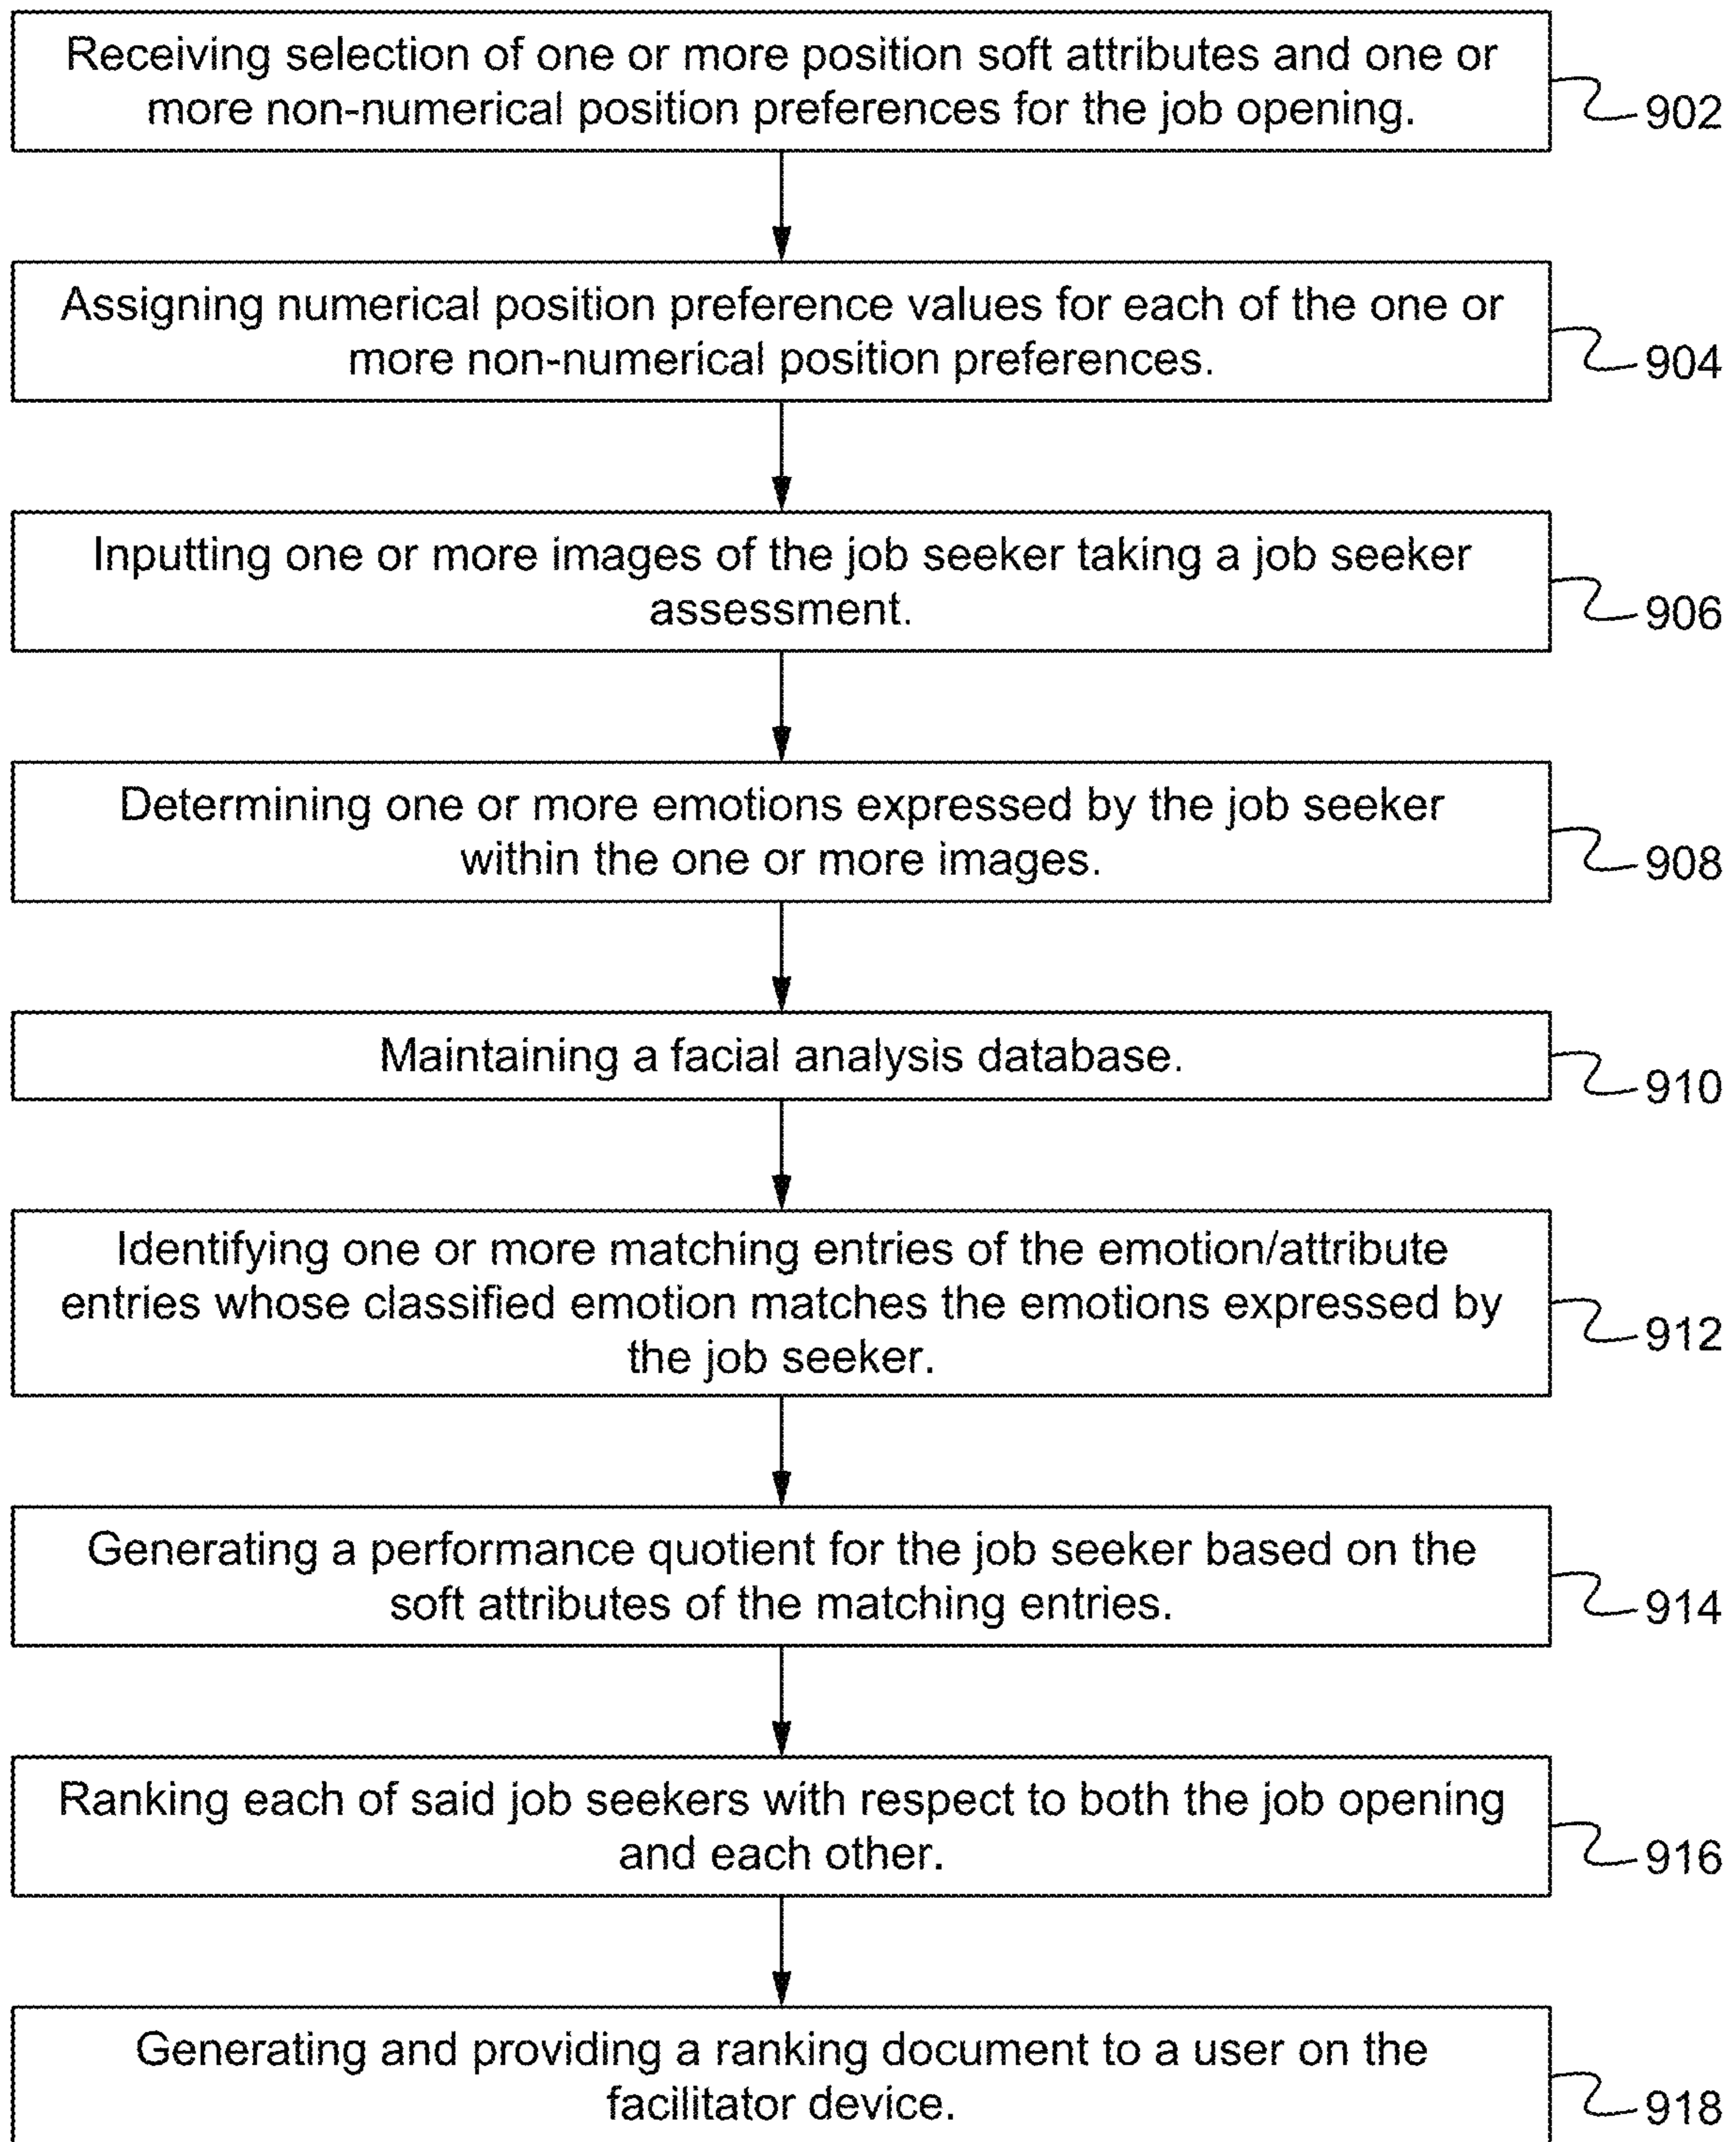 Receiving selection of one or more position soft attributes and one or
more non-numerical position preferences for the job opening.
902
Assigning numerical position preference values for each of the one or
more non-numerical position preferences.
904
Inputting one or more images of the job seeker taking a job seeker
assessment.
906
Determining one or more emotions expressed by the job seeker
within the one or more images.
908
Maintaining a facial analysis database.
910
Identifying one or more matching entries of the emotion/attribute
entries whose classified emotion matches the emotions expressed by
the job seeker.
912
Generating a performance quotient for the job seeker based on the
soft attributes of the matching entries.
914
Ranking each of said job seekers with respect to both the job opening
and each other.
916
Generating and providing a ranking document to a user on the
facilitator device.
918